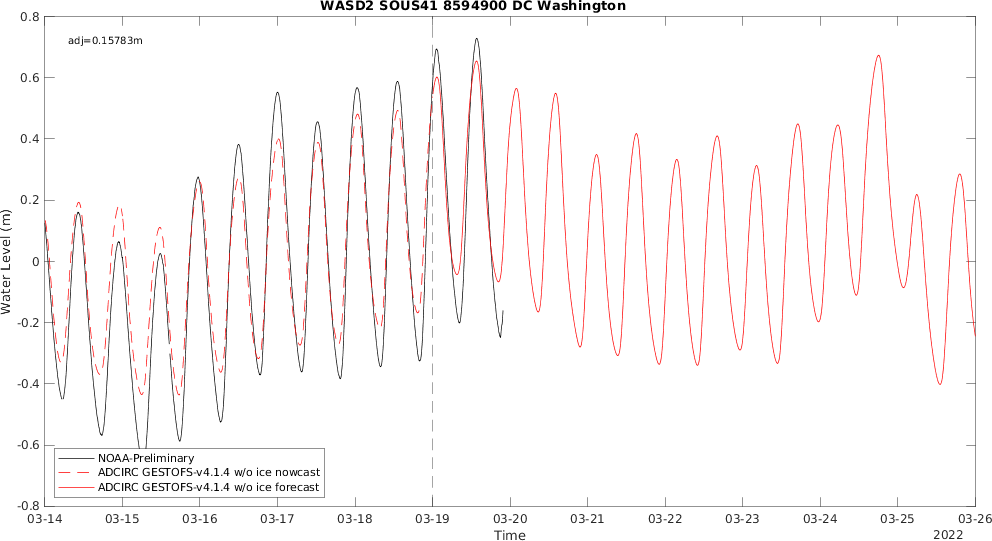 WASD2 SOUS41 8594900 DC Washington
adj=0.15783m
0.8
0.6
0.4
0.2
0
-0.2
-0.4
-0.6
-0.8
Water Level (m)
NOAA-Preliminary
ADCIRC GESTOFS-v4.1.4 w/o ice nowcast
ADCIRC GESTOFS-v4.1.4 w/o ice forecast
03-14 03-15 03-16 03-17 03-18 03-19 03-20 03-21 03-22 03-23 03-24 03-25 03-26
Time
2022